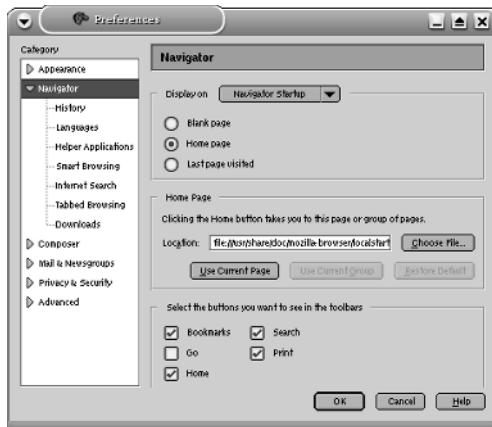 Preferences
Category
Appearance
Navigator
History
Languages
Helper Applications
Smart Browsing
Internet Search
Tabbed Browsing
Downloads
Composer
Mail & Newsgroups
Privacy & Security
Advanced
Navigator
Display on Navigator Startup
Blank page
Home page
Last page visited
Home Page
Clicking the Home button takes you to this page or group of pages.
Location: file://usr/share/doc/mozilla-browser/localstart Choose File...
Use Current Page Use Current Group Restore Default
Select the buttons you want to see in the toolbars
Bookmarks Search
Go Print
Home
OK Cancel Help